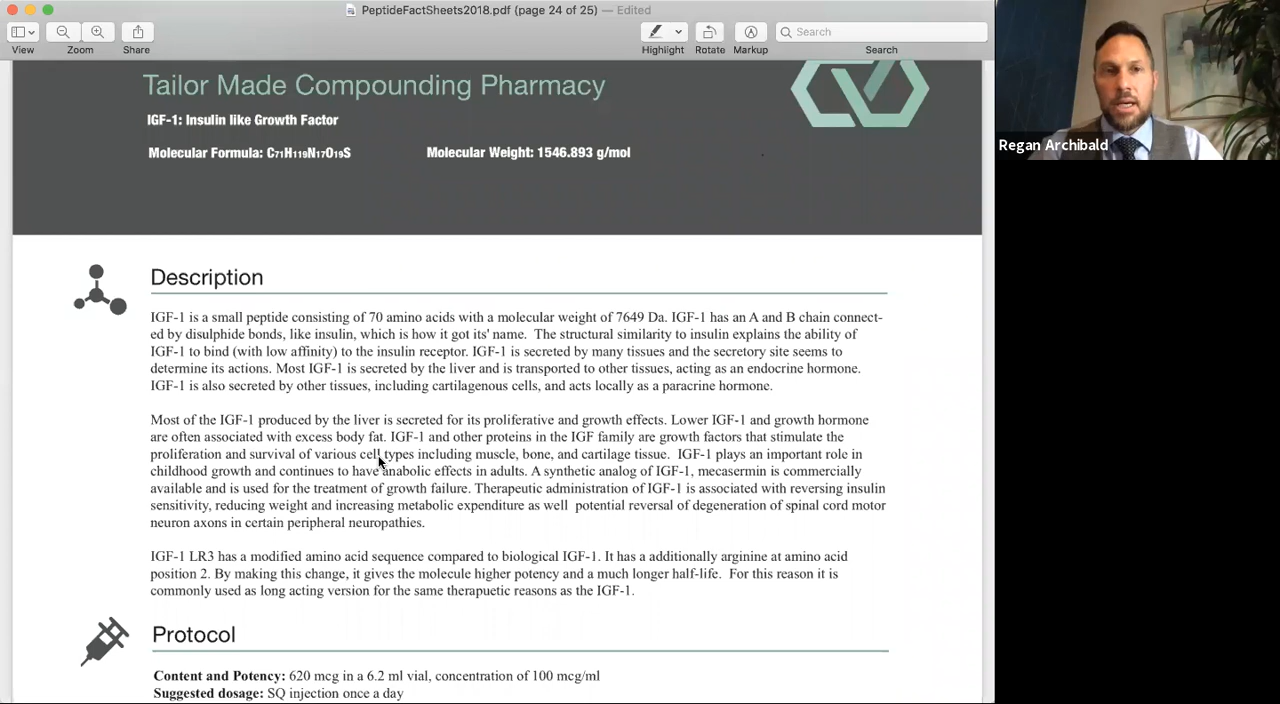 PeptideFactSheets2018.pdf (page 24 of 25) — Edited
View Zoom Share Highlight Rotate Markup Search
Search
Tailor Made Compounding Pharmacy
IGF-1: Insulin like Growth Factor
Molecular Formula: C₇₁H₁₁₉N₁₇O₁₉S
Molecular Weight: 1546.893 g/mol
Regan Archibald
Description
IGF-1 is a small peptide consisting of 70 amino acids with a molecular weight of 7649 Da. IGF-1 has an A and B chain connect-
ed by disulphide bonds, like insulin, which is how it got its' name. The structural similarity to insulin explains the ability of
IGF-1 to bind (with low affinity) to the insulin receptor. IGF-1 is secreted by many tissues and the secretory site seems to
determine its actions. Most IGF-1 is secreted by the liver and is transported to other tissues, acting as an endocrine hormone.
IGF-1 is also secreted by other tissues, including cartilagenous cells, and acts locally as a paracrine hormone.
Most of the IGF-1 produced by the liver is secreted for its proliferative and growth effects. Lower IGF-1 and growth hormone
are often associated with excess body fat. IGF-1 and other proteins in the IGF family are growth factors that stimulate the
proliferation and survival of various cell types including muscle, bone, and cartilage tissue. IGF-1 plays an important role in
childhood growth and continues to have anabolic effects in adults. A synthetic analog of IGF-1, mecasermin is commercially
available and is used for the treatment of growth failure. Therapeutic administration of IGF-1 is associated with reversing insulin
sensitivity, reducing weight and increasing metabolic expenditure as well potential reversal of degeneration of spinal cord motor
neuron axons in certain peripheral neuropathies.
IGF-1 LR3 has a modified amino acid sequence compared to biological IGF-1. It has a additionally arginine at amino acid
position 2. By making this change, it gives the molecule higher potency and a much longer half-life. For this reason it is
commonly used as long acting version for the same therapuetic reasons as the IGF-1.
Protocol
Content and Potency: 620 mcg in a 6.2 ml vial, concentration of 100 mcg/ml
Suggested dosage: SQ injection once a day